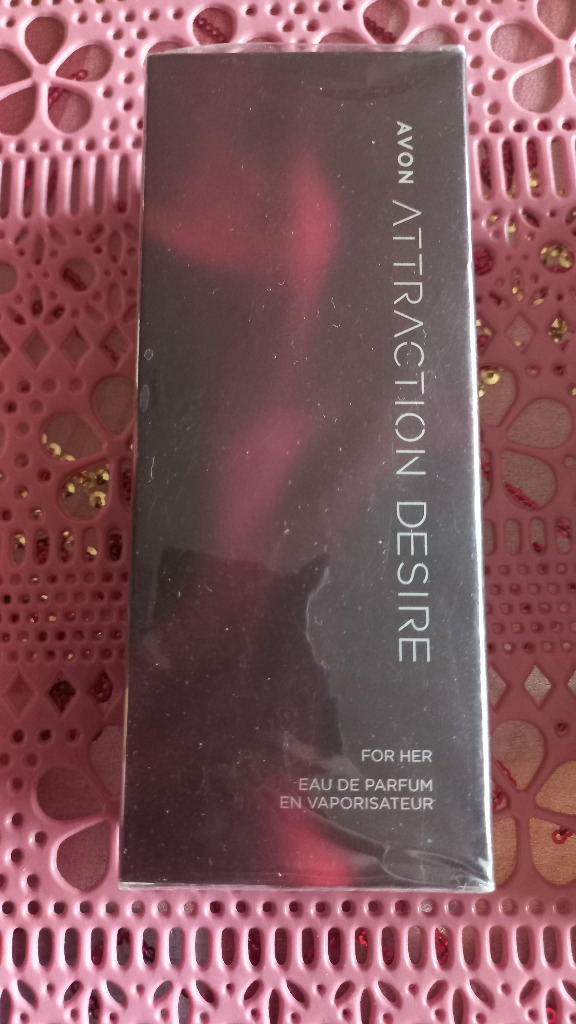 AVON ATTRACTION DESIRE
FOR HER
EAU DE PARFUM
EN VAPORISATEUR